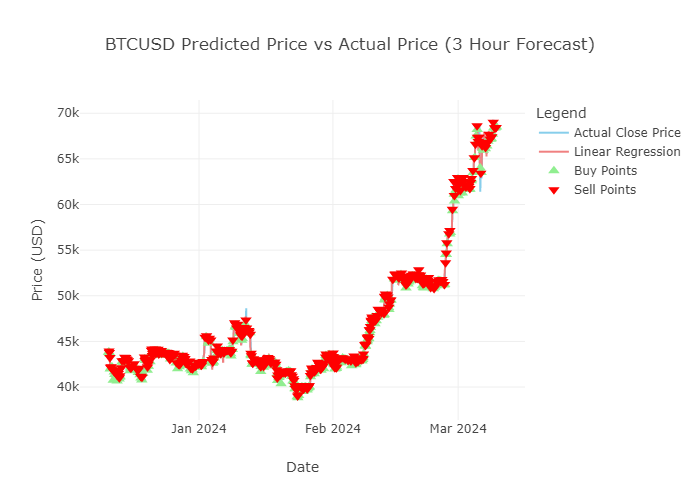 BTCUSD Predicted Price vs Actual Price (3 Hour Forecast)
70k
65k
60k
55k
50k
45k
40k
Price (USD)
Jan 2024
Feb 2024
Mar 2024
Date
Legend
Actual Close Price
Linear Regression
Buy Points
Sell Points